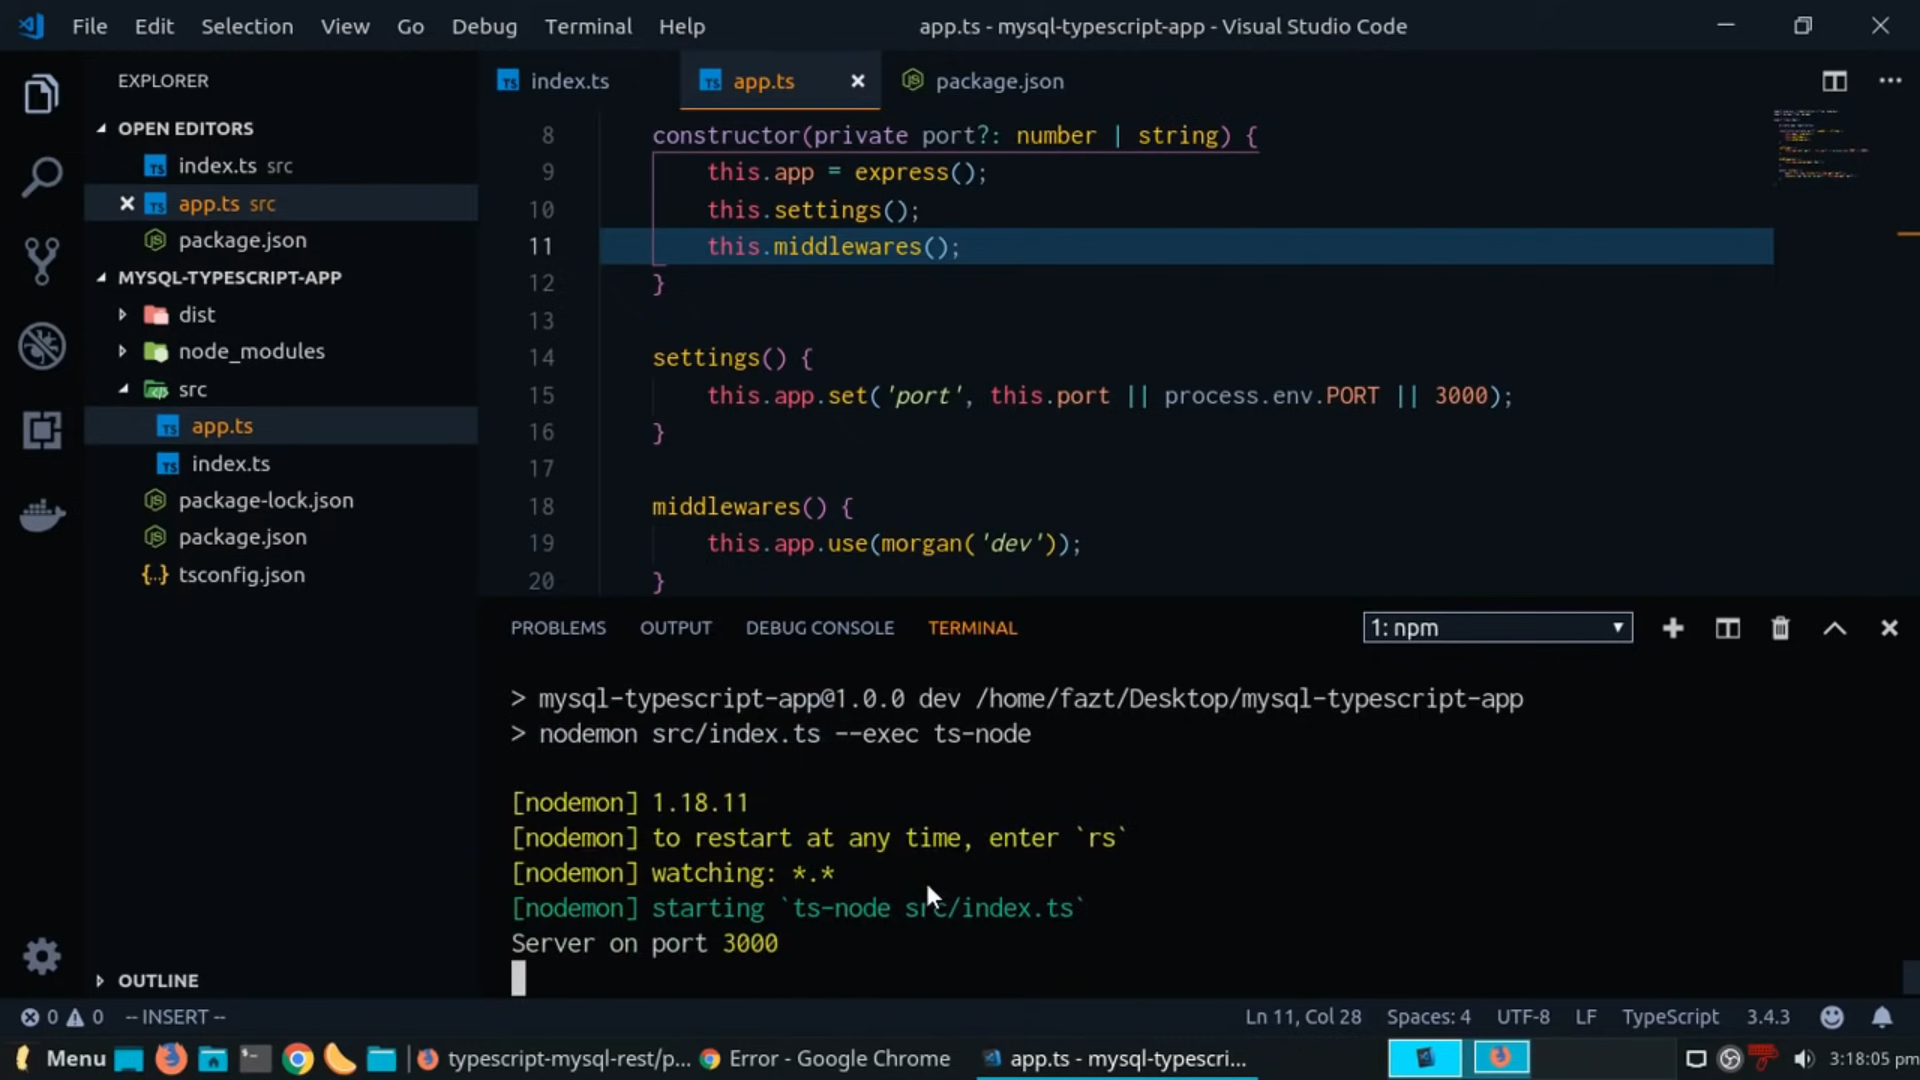 File Edit Selection View Go Debug Terminal Help
app.ts - mysql-typescript-app - Visual Studio Code
EXPLORER
OPEN EDITORS
TS index.ts src
TS app.ts src
package.json
MYSQL-TYPESCRIPT-APP
dist
node_modules
src
TS app.ts
TS index.ts
package-lock.json
package.json
{..} tsconfig.json
OUTLINE
TS index.ts
TS app.ts
package.json
8 constructor(private port?: number | string) {
9 this.app = express();
10 this.settings();
11 this.middlewares();
12 }
13
14 settings() {
15 this.app.set('port', this.port || process.env.PORT || 3000);
16 }
17
18 middlewares() {
19 this.app.use(morgan('dev'));
20 }
PROBLEMS OUTPUT DEBUG CONSOLE TERMINAL
1: npm
> mysql-typescript-app@1.0.0 dev /home/fazt/Desktop/mysql-typescript-app
> nodemon src/index.ts --exec ts-node
[nodemon] 1.18.11
[nodemon] to restart at any time, enter `rs`
[nodemon] watching: *.*
[nodemon] starting `ts-node src/index.ts`
Server on port 3000
0 0 -- INSERT --
Ln 11, Col 28 Spaces: 4 UTF-8 LF TypeScript 3.4.3
Menu
typescript-mysql-rest/p...
Error - Google Chrome
app.ts - mysql-typescri...
3:18:05 pm